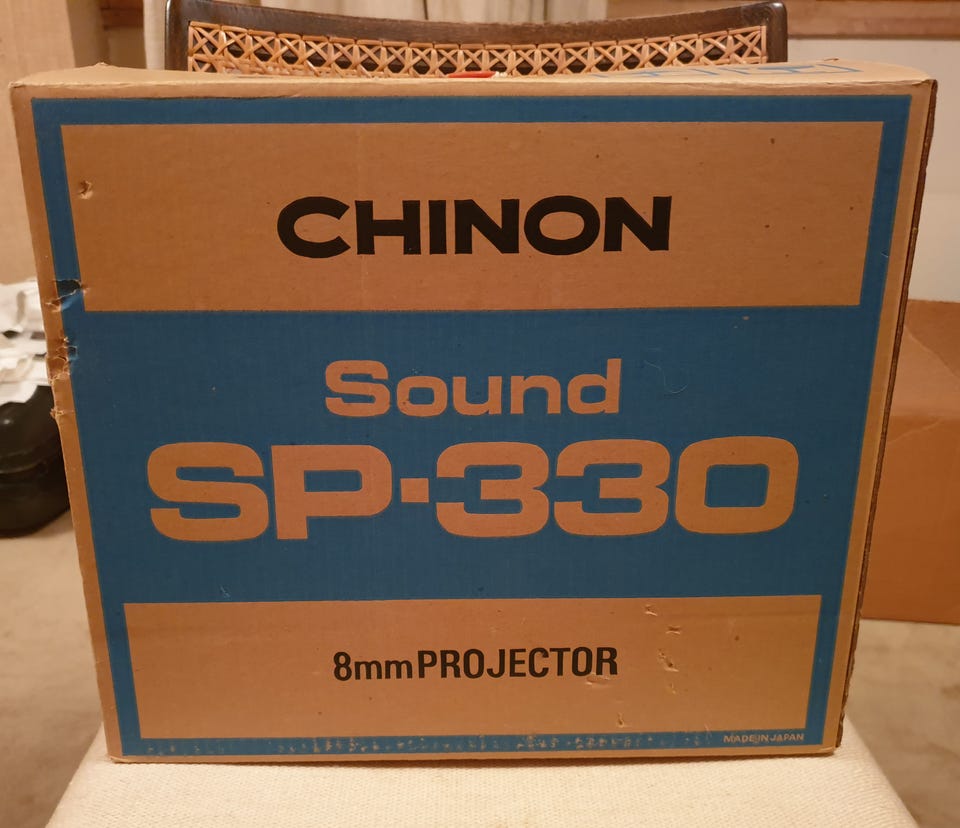 CHINON
Sound
SP-330
8mm PROJECTOR
MADE IN JAPAN